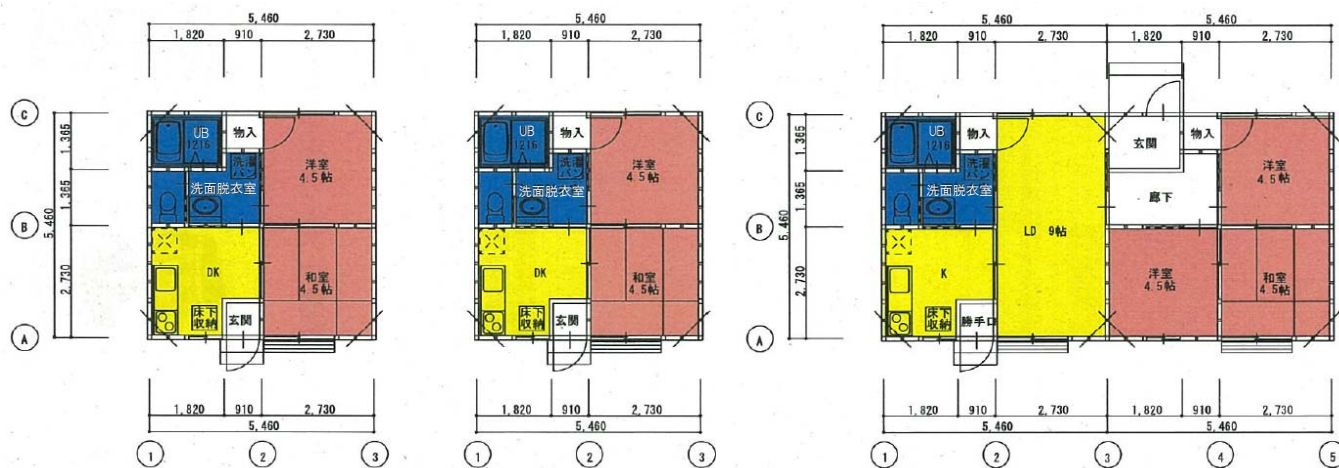 5,460
1,820 910 2,730
C
B
A
1,365
1,365
2,730
5,460
UB
1216
物入
洗濯
パン
洗面脱衣室
洋室
4.5帖
DK
和室
4.5帖
床下
収納
玄関
1,820 910 2,730
5,460
1 2 3
5,460
1,820 910 2,730
UB
1216
物入
洗濯
パン
洗面脱衣室
洋室
4.5帖
DK
和室
4.5帖
床下
収納
玄関
1,820 910 2,730
5,460
1 2 3
5,460 5,460
1,820 910 2,730 1,820 910 2,730
C
B
A
1,365
1,365
2,730
5,460
UB
1216
物入
洗濯
パン
洗面脱衣室
LD 9帖
玄関
物入
洋室
4.5帖
廊下
K
洋室
4.5帖
和室
4.5帖
床下
収納
勝手口
1,820 910 2,730 1,820 910 2,730
5,460 5,460
1 2 3 4 5